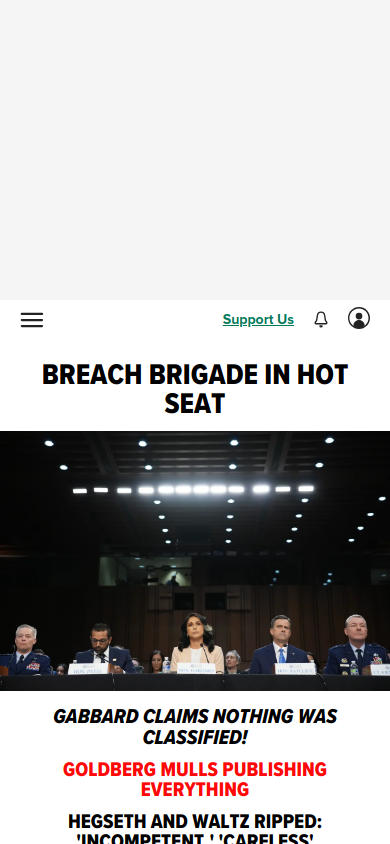 Support Us
BREACH BRIGADE IN HOT
SEAT
GABBARD CLAIMS NOTHING WAS
CLASSIFIED!
GOLDBERG MULLS PUBLISHING
EVERYTHING
HEGSETH AND WALTZ RIPPED:
'INCOMPETENT,' 'CARELESS'